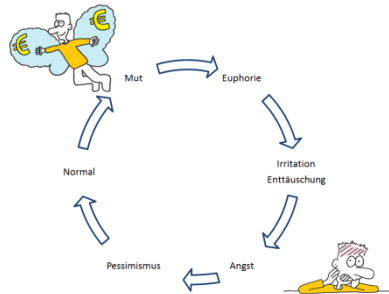 €
€
Mut
Euphorie
Irritation
Enttäuschung
Angst
Pessimismus
Normal